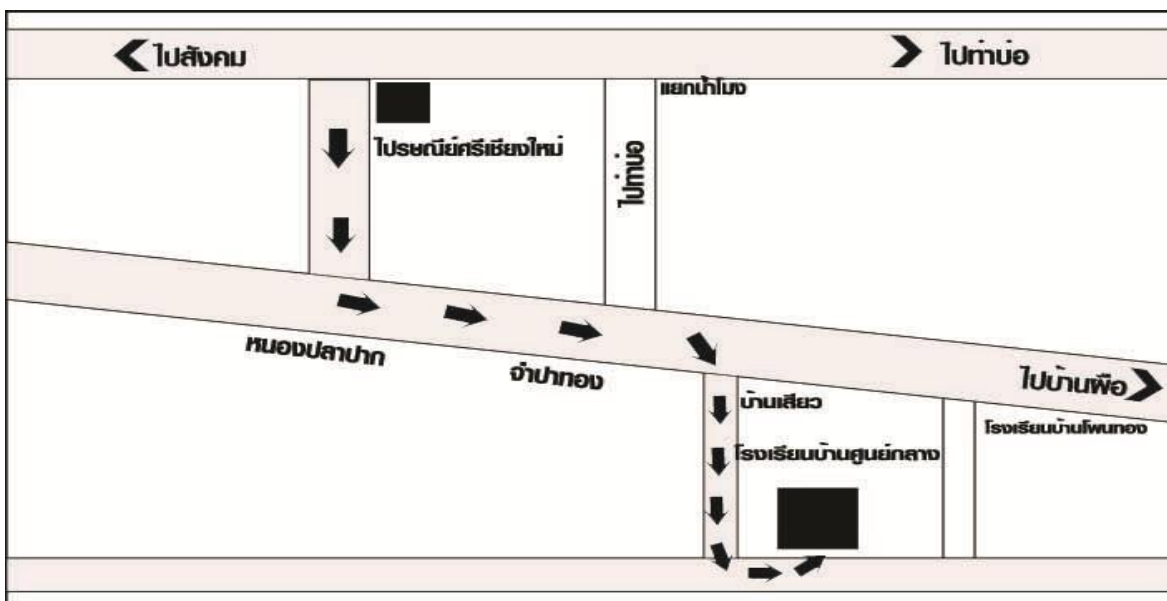 ไปสังคม
ไปท่าบ่อ
แยกน้ำโมง
ไปรษณีย์ศรีเชียงใหม่
ไปท่าบ่อ
หนองปลาปาก
จำปาทอง
ไปบ้านผือ
บ้านเสียว
โรงเรียนบ้านโพนทอง
โรงเรียนบ้านศูนย์กลาง